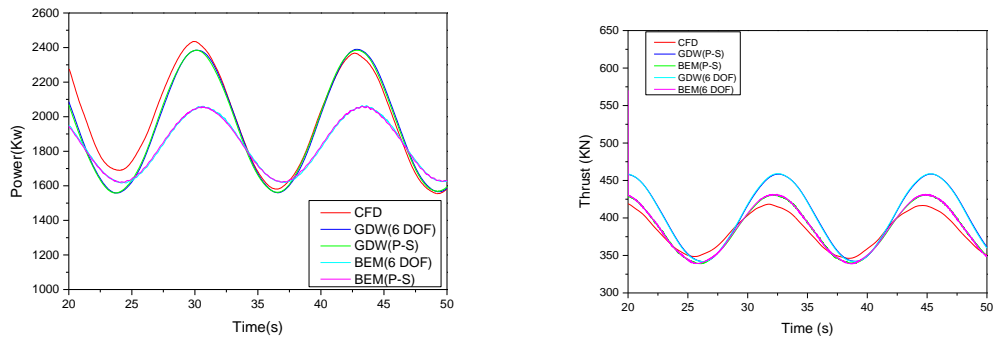 2600
2400
2200
2000
1800
1600
1400
1200
1000
Power(Kw)
CFD
GDW(6 DOF)
GDW(P-S)
BEM(6 DOF)
BEM(P-S)
20 25 30 35 40 45 50
Time(s)
650
600
550
500
450
400
350
300
Thrust (KN)
CFD
GDW(P-S)
BEM(P-S)
GDW(6 DOF)
BEM(6 DOF)
20 25 30 35 40 45 50
Time (s)